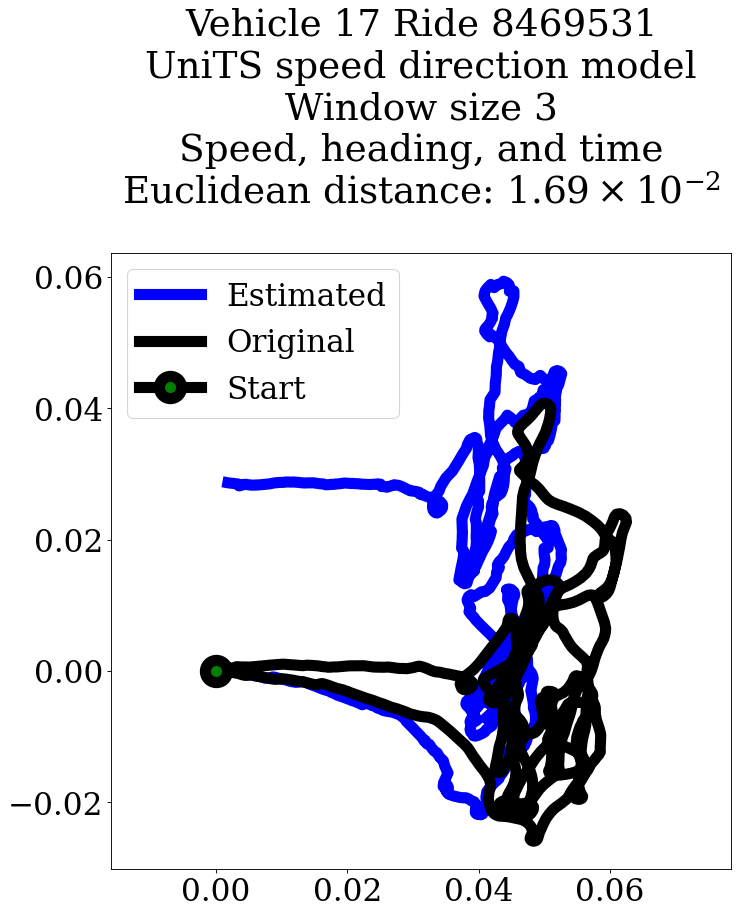 Vehicle 17 Ride 8469531
UniTS speed direction model
Window size 3
Speed, heading, and time
Euclidean distance: 1.69 × 10⁻²
0.06
Estimated
Original
Start
0.04
0.02
0.00
−0.02
0.00 0.02 0.04 0.06